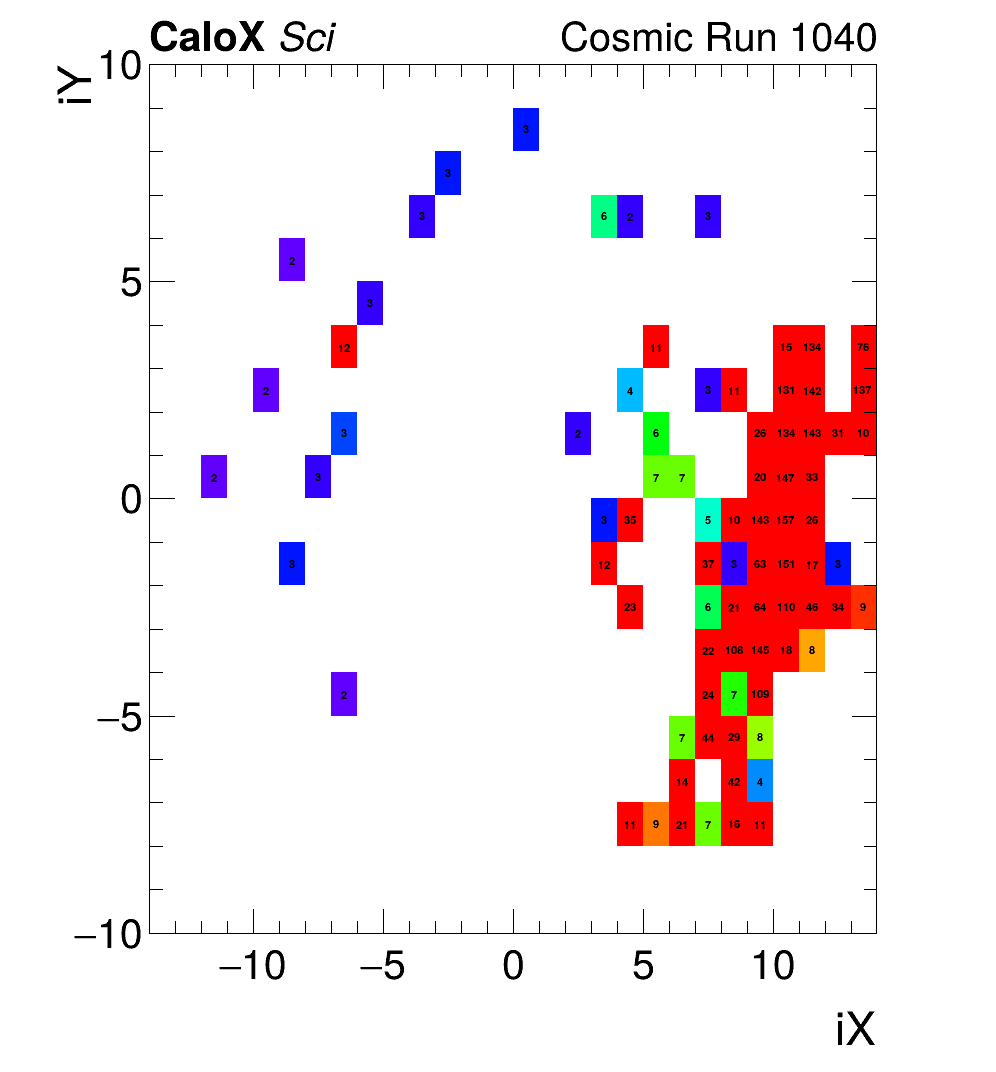 CaloX Sci Cosmic Run 1040
iY
10
3
3
3 6 2 3
2
5
3
12 11 15 134 76
2 4 3 11 131 142 137
3 2 6 26 134 143 31 10
2 3 7 7 20 147 33
0
3 35 5 10 143 157 26
3 12 37 3 63 151 17 3
23 6 21 64 110 46 34 9
22 108 145 18 8
2 24 7 109
−5
7 44 29 8
14 42 4
11 9 21 7 16 11
−10
−10 −5 0 5 10
iX